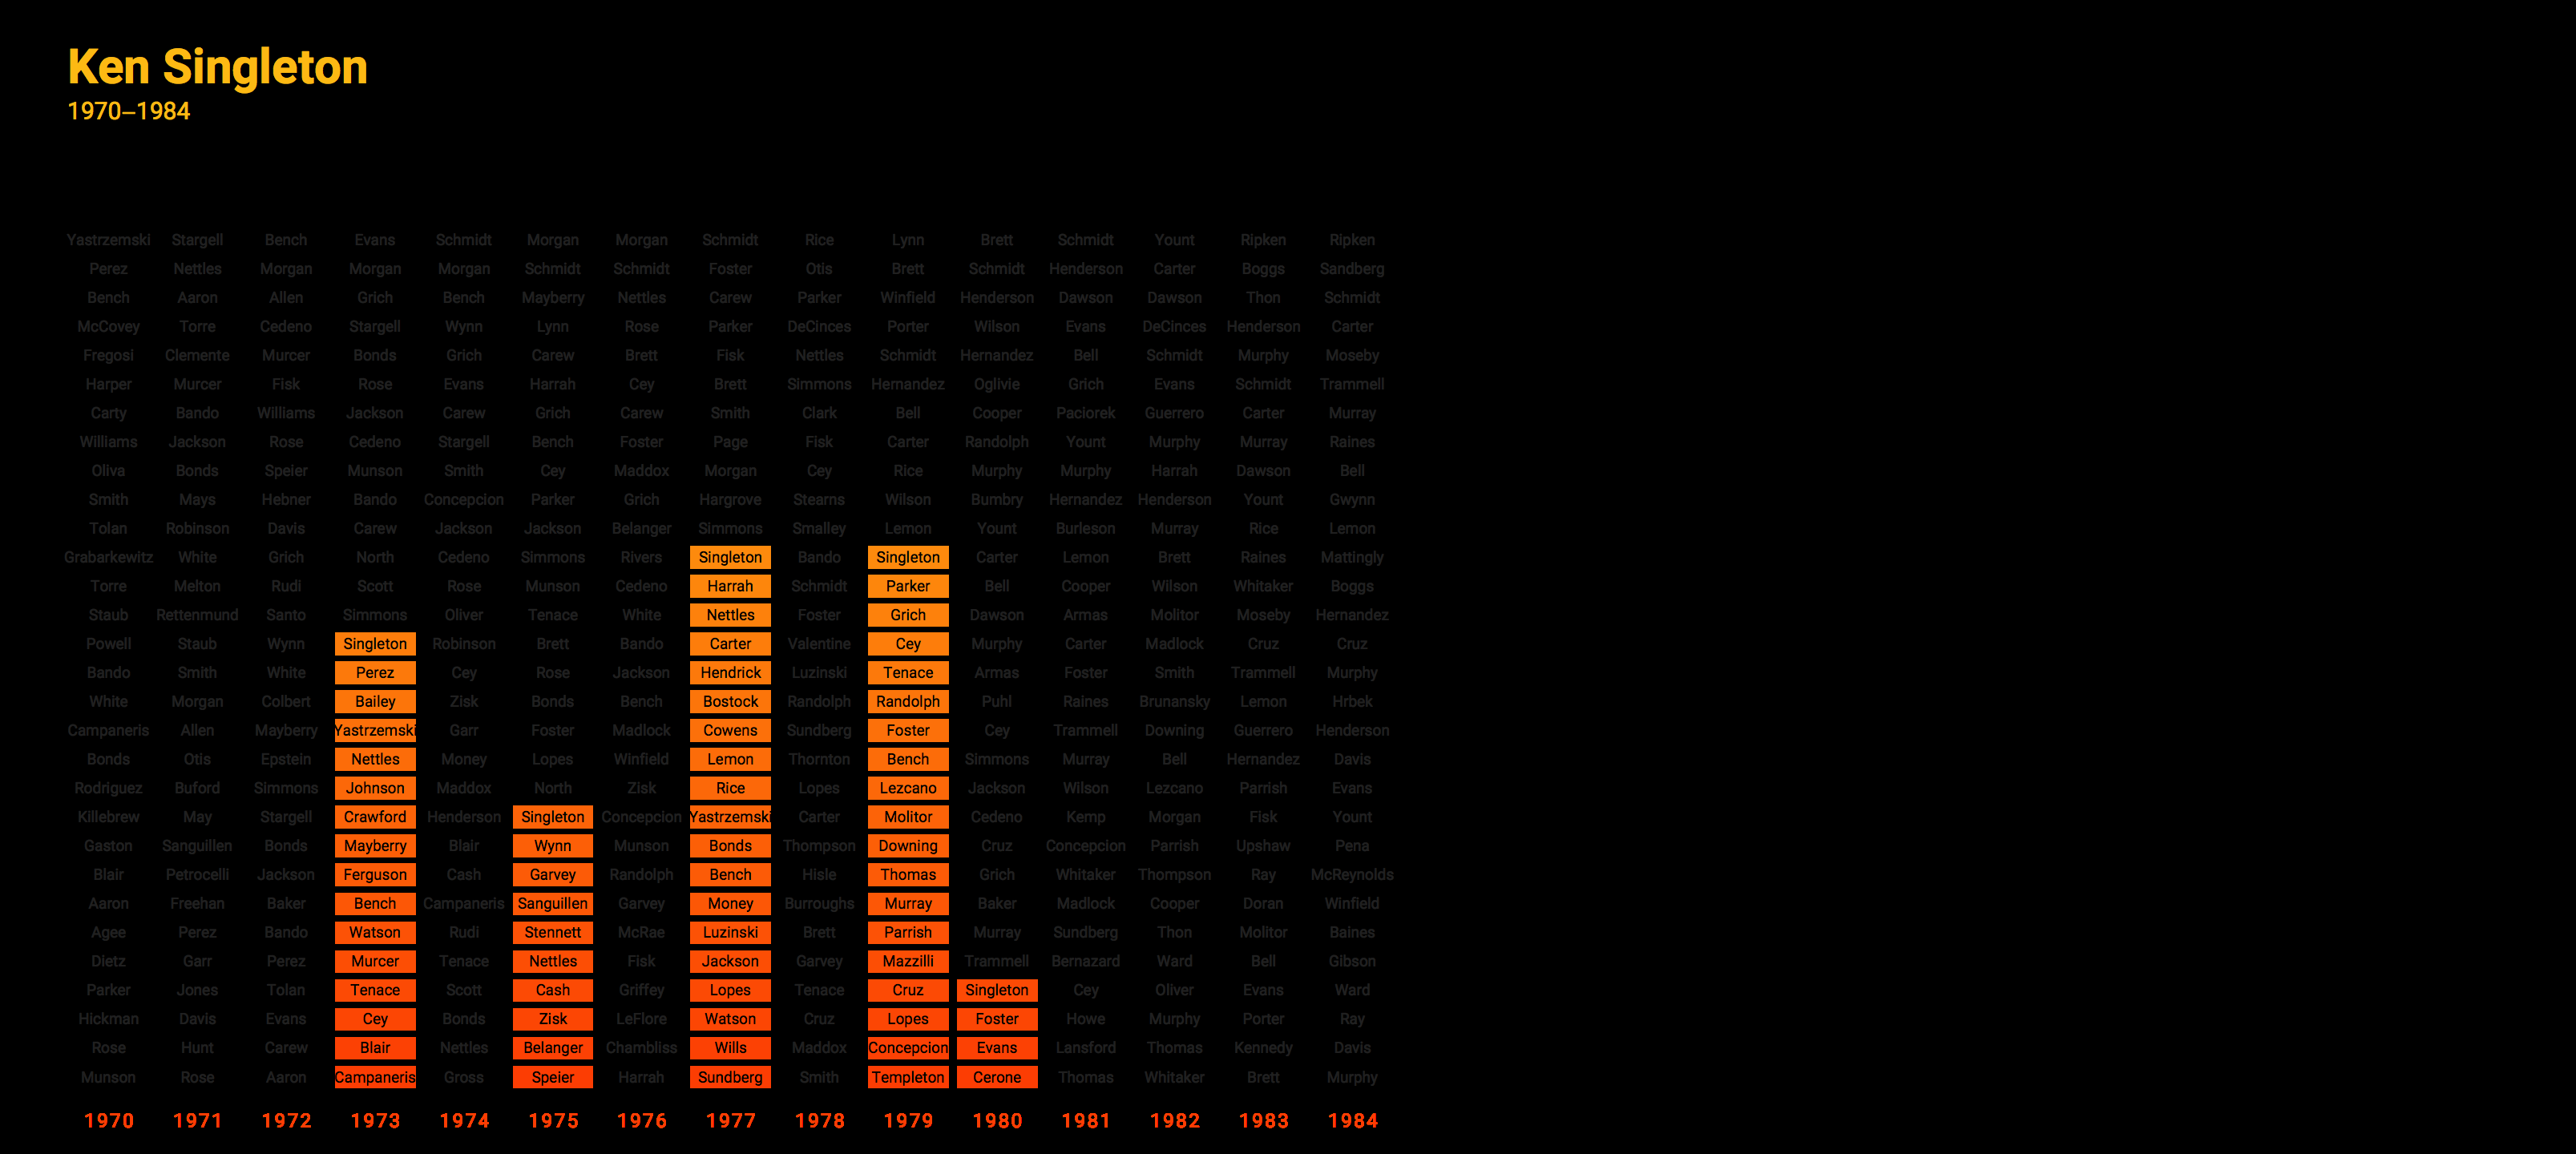 Ken Singleton
1970–1984
Yastrzemski Stargell Bench Evans Schmidt Morgan Morgan Schmidt Rice Lynn Brett Schmidt Yount Ripken Ripken
Perez Nettles Morgan Morgan Morgan Schmidt Schmidt Foster Otis Brett Schmidt Henderson Carter Boggs Sandberg
Bench Aaron Allen Grich Bench Mayberry Nettles Carew Parker Winfield Henderson Dawson Dawson Thon Schmidt
McCovey Torre Cedeno Stargell Wynn Lynn Rose Parker DeCinces Porter Wilson Evans DeCinces Henderson Carter
Fregosi Clemente Murcer Bonds Grich Carew Brett Fisk Nettles Schmidt Hernandez Bell Schmidt Murphy Moseby
Harper Murcer Fisk Rose Evans Harrah Cey Brett Simmons Hernandez Oglivie Grich Evans Schmidt Trammell
Carty Bando Williams Jackson Carew Grich Carew Smith Clark Bell Cooper Paciorek Guerrero Carter Murray
Williams Jackson Rose Cedeno Stargell Bench Foster Page Fisk Carter Randolph Yount Murphy Murray Raines
Oliva Bonds Speier Munson Smith Cey Maddox Morgan Cey Rice Murphy Murphy Harrah Dawson Bell
Smith Mays Hebner Bando Concepcion Parker Grich Hargrove Stearns Wilson Bumbry Hernandez Henderson Yount Gwynn
Tolan Robinson Davis Carew Jackson Jackson Belanger Simmons Smalley Lemon Yount Burleson Murray Rice Lemon
Grabarkewitz White Grich North Cedeno Simmons Rivers Singleton Bando Singleton Carter Lemon Brett Raines Mattingly
Torre Melton Rudi Scott Rose Munson Cedeno Harrah Schmidt Parker Bell Cooper Wilson Whitaker Boggs
Staub Rettenmund Santo Simmons Oliver Tenace White Nettles Foster Grich Dawson Armas Molitor Moseby Hernandez
Powell Staub Wynn Singleton Robinson Brett Bando Carter Valentine Cey Murphy Carter Madlock Cruz Cruz
Bando Smith White Perez Cey Rose Jackson Hendrick Luzinski Tenace Armas Foster Smith Trammell Murphy
White Morgan Colbert Bailey Zisk Bonds Bench Bostock Randolph Randolph Puhl Raines Brunansky Lemon Hrbek
Campaneris Allen Mayberry Yastrzemski Garr Foster Madlock Cowens Sundberg Foster Cey Trammell Downing Guerrero Henderson
Bonds Otis Epstein Nettles Money Lopes Winfield Lemon Thornton Bench Simmons Murray Bell Hernandez Davis
Rodriguez Buford Simmons Johnson Maddox North Zisk Rice Lopes Lezcano Jackson Wilson Lezcano Parrish Evans
Killebrew May Stargell Crawford Henderson Singleton Concepcion Yastrzemski Carter Molitor Cedeno Kemp Morgan Fisk Yount
Gaston Sanguillen Bonds Mayberry Blair Wynn Munson Bonds Thompson Downing Cruz Concepcion Parrish Upshaw Pena
Blair Petrocelli Jackson Ferguson Cash Garvey Randolph Bench Hisle Thomas Grich Whitaker Thompson Ray McReynolds
Aaron Freehan Baker Bench Campaneris Sanguillen Garvey Money Burroughs Murray Baker Madlock Cooper Doran Winfield
Agee Perez Bando Watson Rudi Stennett McRae Luzinski Brett Parrish Murray Sundberg Thon Molitor Baines
Dietz Garr Perez Murcer Tenace Nettles Fisk Jackson Garvey Mazzilli Trammell Bernazard Ward Bell Gibson
Parker Jones Tolan Tenace Scott Cash Griffey Lopes Tenace Cruz Singleton Cey Oliver Evans Ward
Hickman Davis Evans Cey Bonds Zisk LeFlore Watson Cruz Lopes Foster Howe Murphy Porter Ray
Rose Hunt Carew Blair Nettles Belanger Chambliss Wills Maddox Concepcion Evans Lansford Thomas Kennedy Davis
Munson Rose Aaron Campaneris Gross Speier Harrah Sundberg Smith Templeton Cerone Thomas Whitaker Brett Murphy
1970 1971 1972 1973 1974 1975 1976 1977 1978 1979 1980 1981 1982 1983 1984